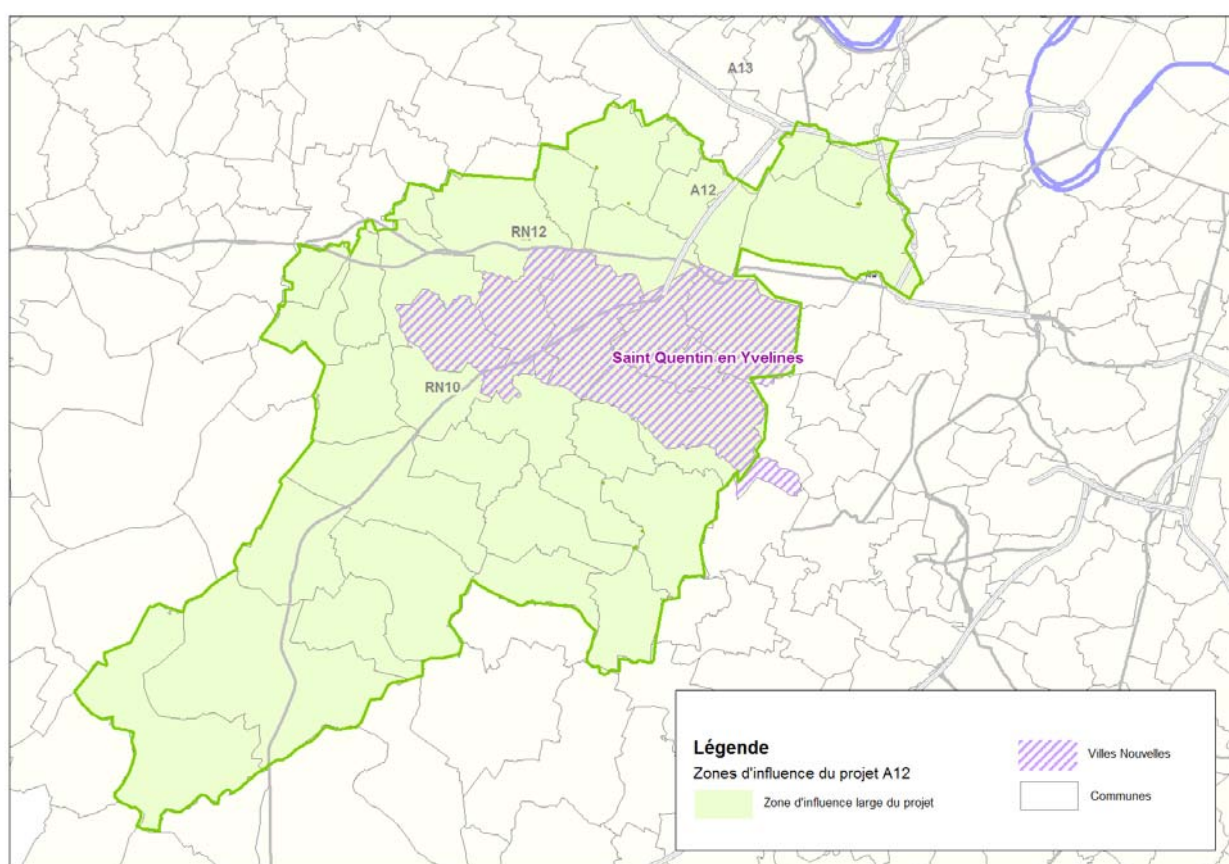 A13
A12
RN12
Saint Quentin en Yvelines
RN10
Légende
Zones d'influence du projet A12
Zone d'influence large du projet
Villes Nouvelles
Communes